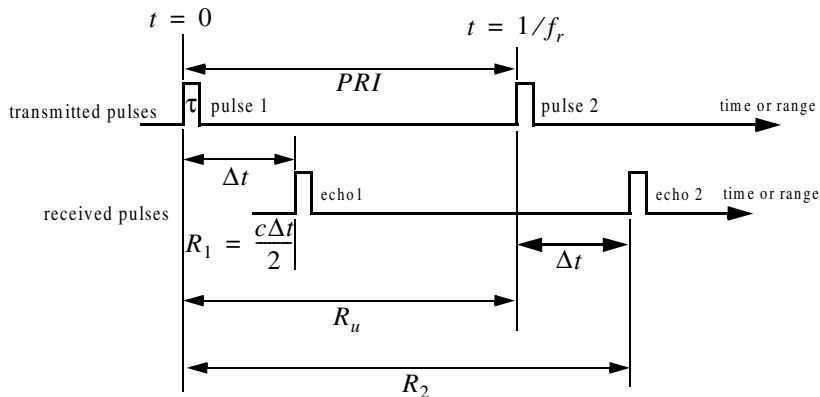 t = 0
t = 1/f_r
PRI
transmitted pulses
τ
pulse 1
pulse 2
time or range
Δt
received pulses
echo1
echo 2
time or range
R_1 = cΔt/2
Δt
R_u
R_2